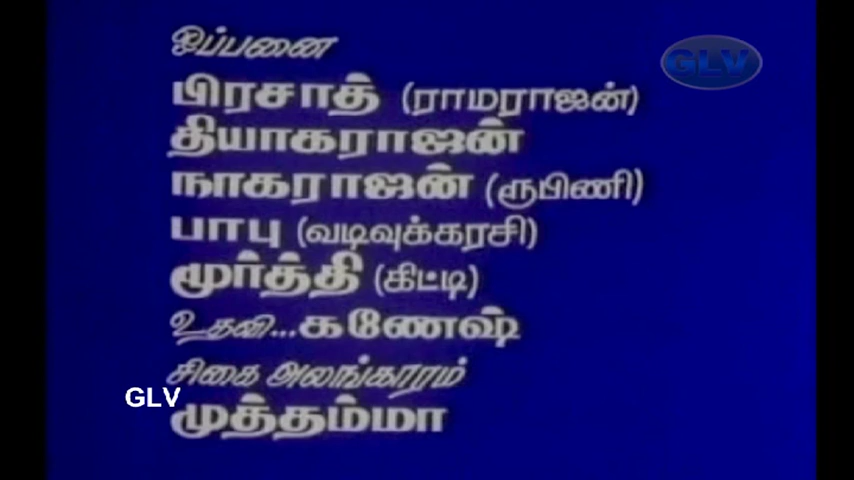 ஒப்பனை
GLV
பிரசாத் (ராமராஜன்)
தியாகராஜன்
நாகராஜன் (ரூபிணி)
பாபு (வடிவுக்கரசி)
மூர்த்தி (கிட்டி)
உதவி...கணேஷ்
சிகை அலங்காரம்
GLV
முத்தம்மா